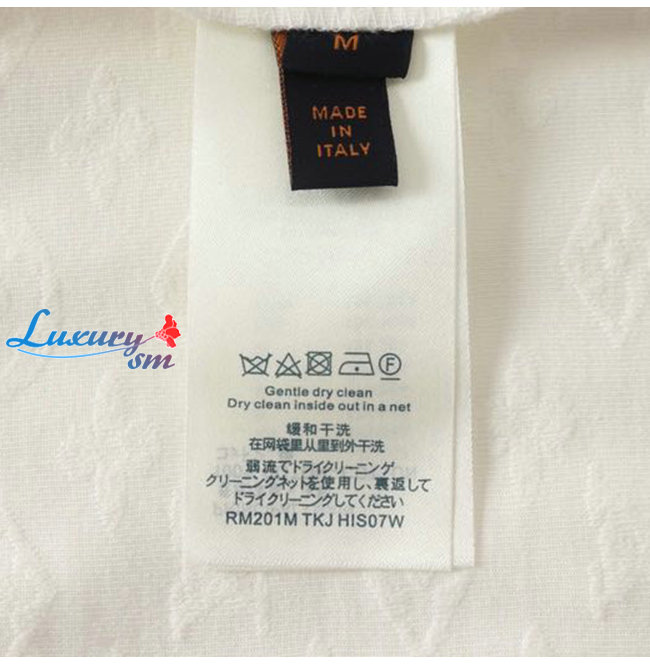 M
MADE
IN
ITALY
Luxury
sm
F
Gentle dry clean
Dry clean inside out in a net
缓和干洗
在网袋里从里到外干洗
弱流でドライクリーニング
クリーニングネットを使用し、裏返して
ドライクリーニングしてください
RM201M TKJ HIS07W